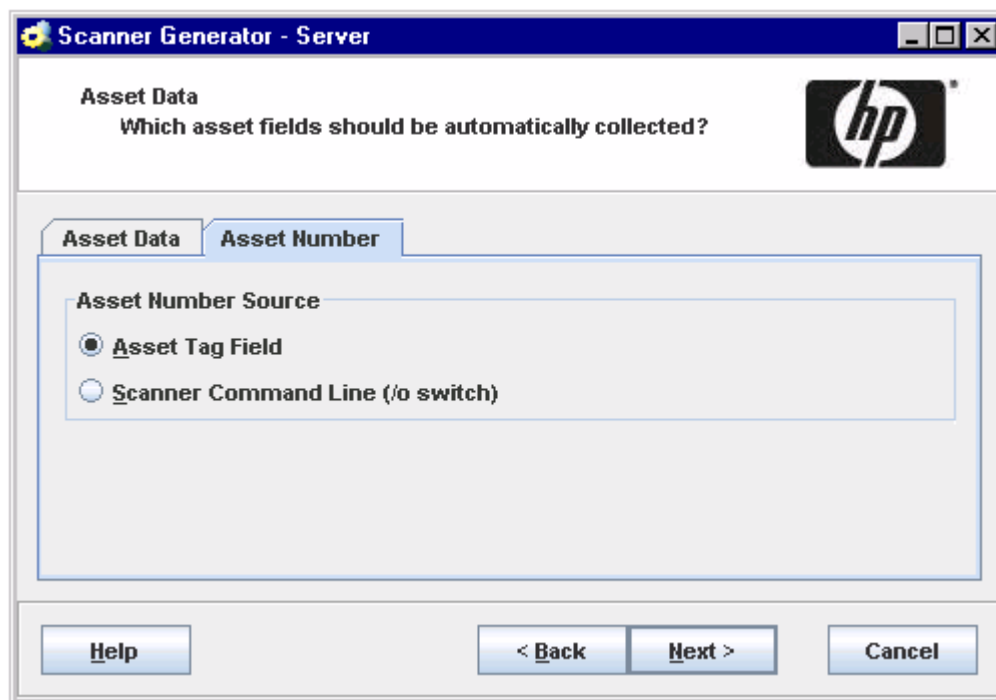 Scanner Generator - Server
Asset Data
Which asset fields should be automatically collected?
hp
Asset Data
Asset Number
Asset Number Source
Asset Tag Field
Scanner Command Line (/o switch)
Help
< Back
Next >
Cancel